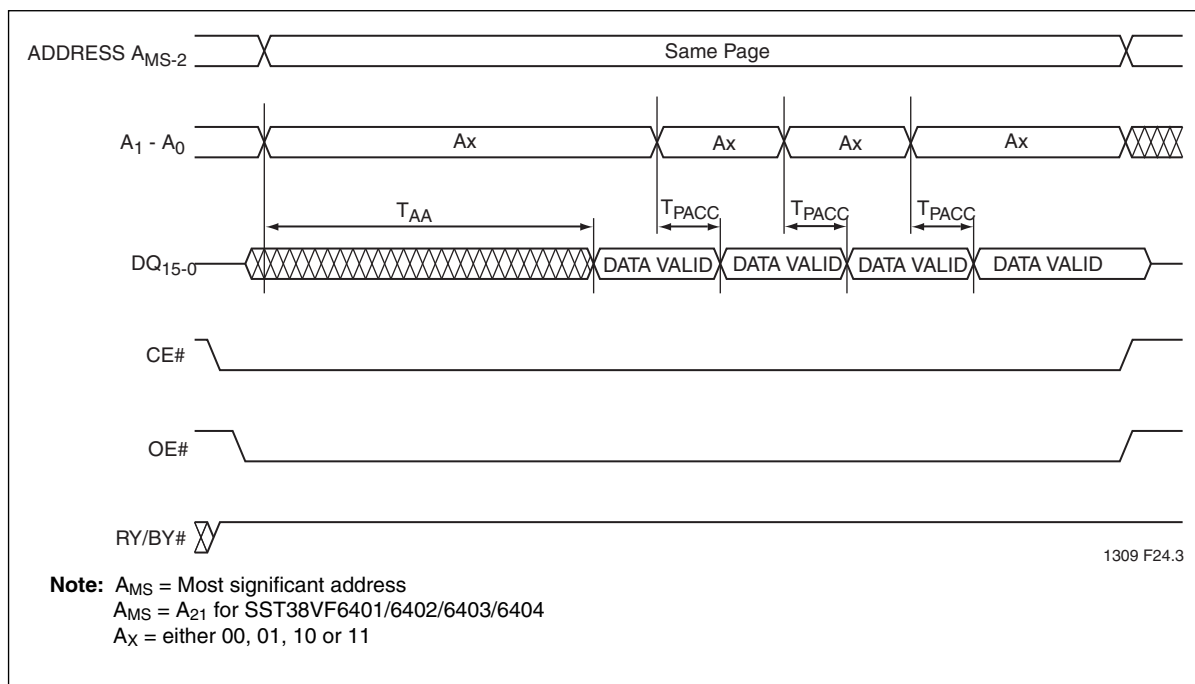 ADDRESS AMS-2
Same Page
A1 - A0
Ax Ax Ax Ax
TAA TPACC TPACC TPACC
DQ15-0
DATA VALID DATA VALID DATA VALID DATA VALID
CE#
OE#
RY/BY#
1309 F24.3
Note: AMS = Most significant address
AMS = A21 for SST38VF6401/6402/6403/6404
AX = either 00, 01, 10 or 11